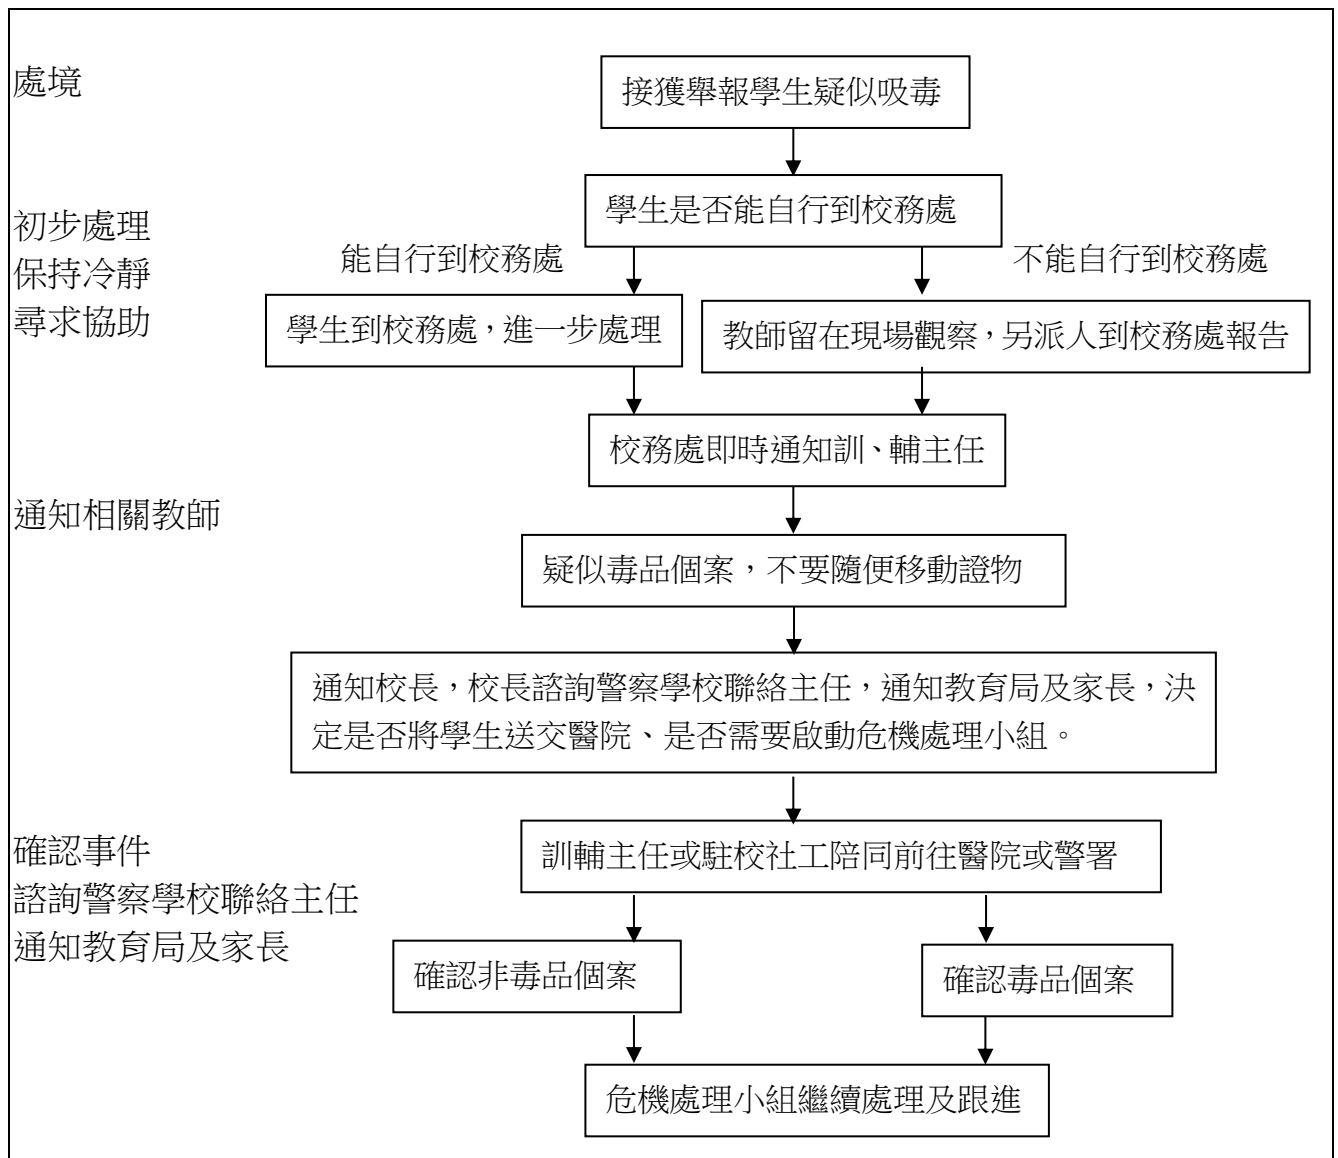 處境
接獲舉報學生疑似吸毒
學生是否能自行到校務處
初步處理
保持冷靜
尋求協助
能自行到校務處
不能自行到校務處
學生到校務處，進一步處理
教師留在現場觀察，另派人到校務處報告
校務處即時通知訓、輔主任
通知相關教師
疑似毒品個案，不要隨便移動證物
通知校長，校長諮詢警察學校聯絡主任，通知教育局及家長，決
定是否將學生送交醫院、是否需要啟動危機處理小組。
確認事件
諮詢警察學校聯絡主任
通知教育局及家長
訓輔主任或駐校社工陪同前往醫院或警署
確認非毒品個案
確認毒品個案
危機處理小組繼續處理及跟進